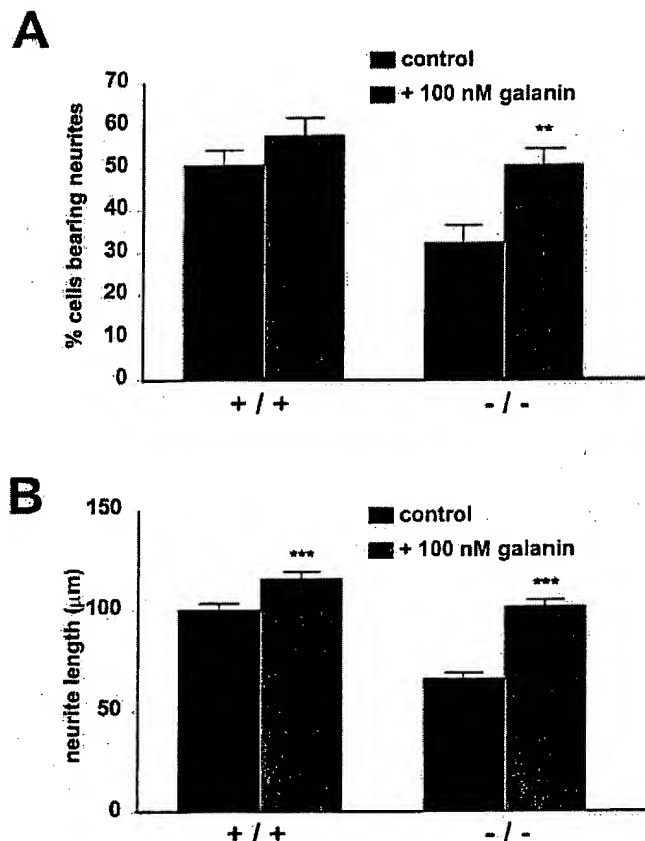 A
control
+ 100 nM galanin
70
60
50
40
30
20
10
0
% cells bearing neurites
**
+ / +
- / -
B
control
+ 100 nM galanin
150
100
50
0
neurite length (μm)
***
***
+ / +
- / -